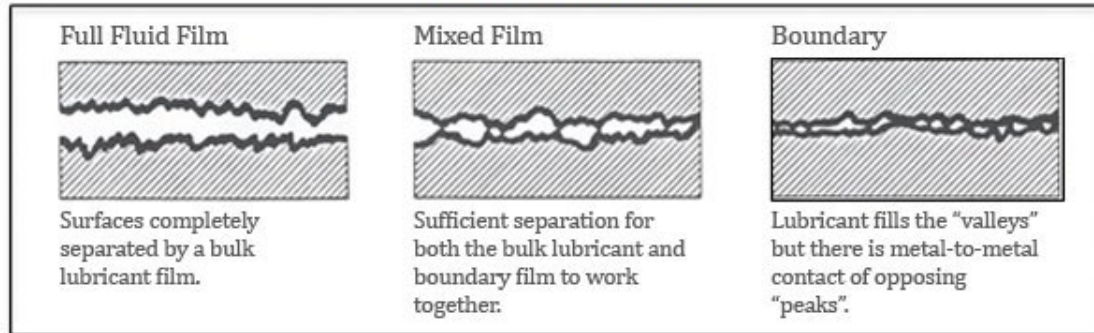 Full Fluid Film
Surfaces completely
separated by a bulk
lubricant film.
Mixed Film
Sufficient separation for
both the bulk lubricant and
boundary film to work
together.
Boundary
Lubricant fills the “valleys”
but there is metal-to-metal
contact of opposing
“peaks”.